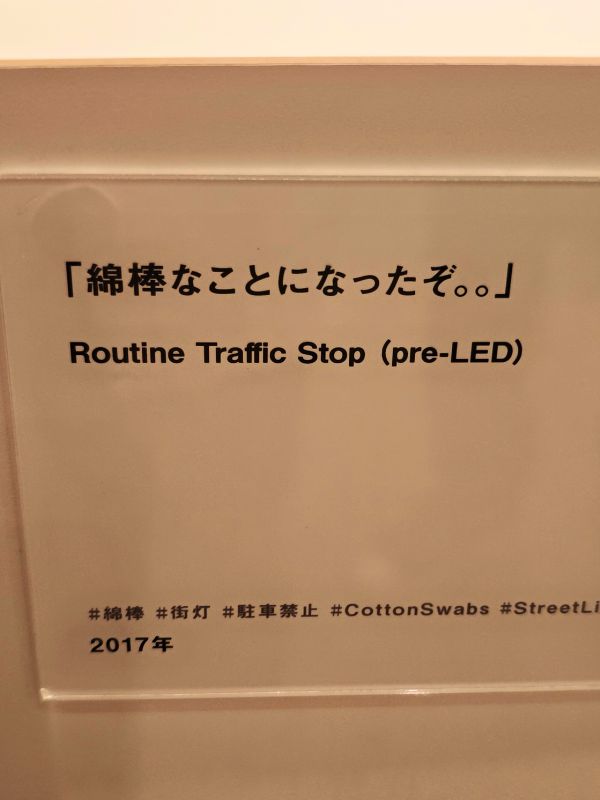 「綿棒なことになったぞ。。」
Routine Traffic Stop (pre-LED)
#綿棒 #街灯 #駐車禁止 #CottonSwabs #StreetLi
2017年